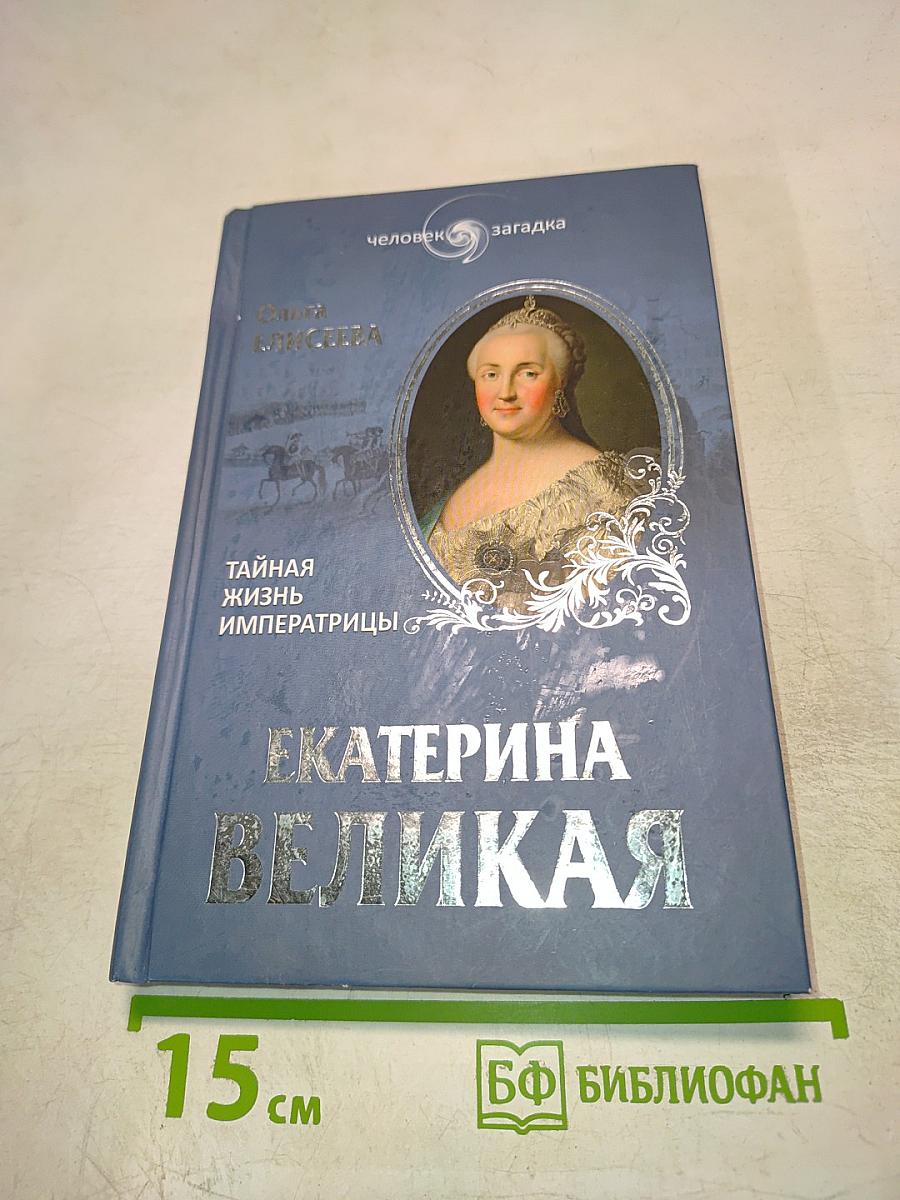 человек загадка
Ольга
ЕЛИСЕЕВА
ТАЙНАЯ
ЖИЗНЬ
ИМПЕРАТРИЦЫ
ЕКАТЕРИНА
ВЕЛИКАЯ
15 см
БФ БИБЛИОФАН